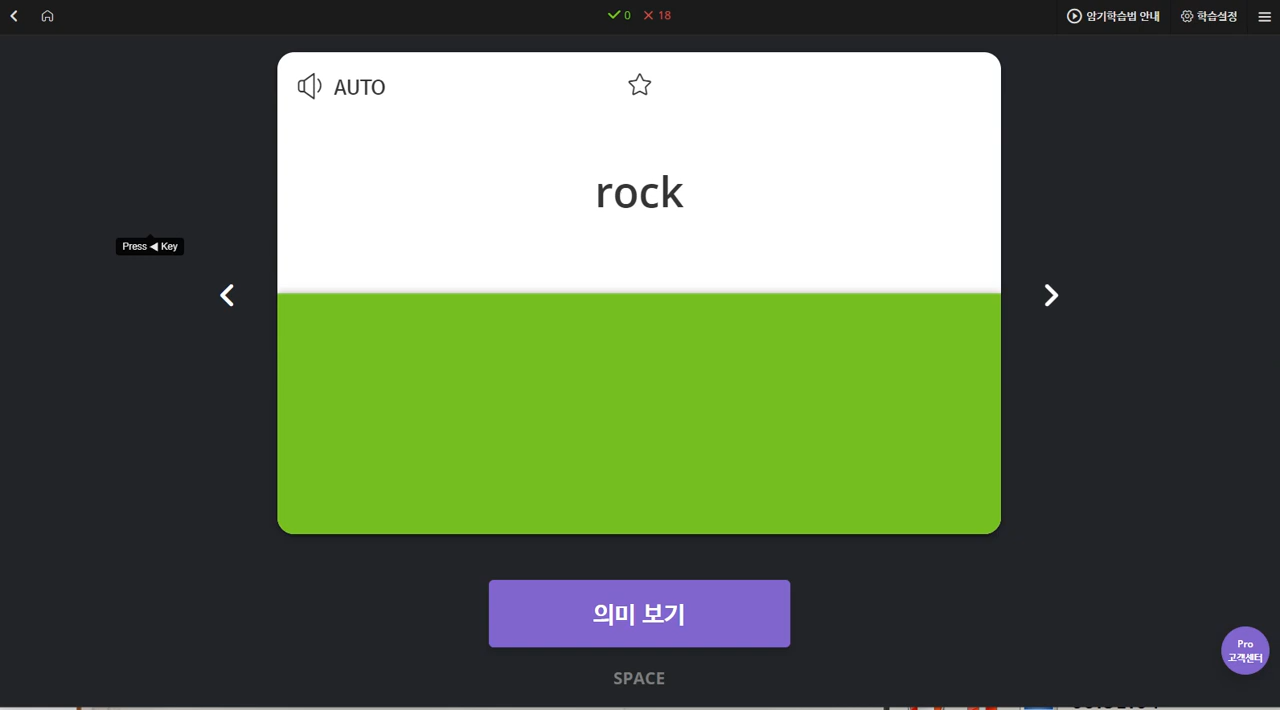 0 18 암기학습법 안내 학습설정
AUTO
rock
Press ◀ Key
의미 보기
SPACE
Pro
고객센터